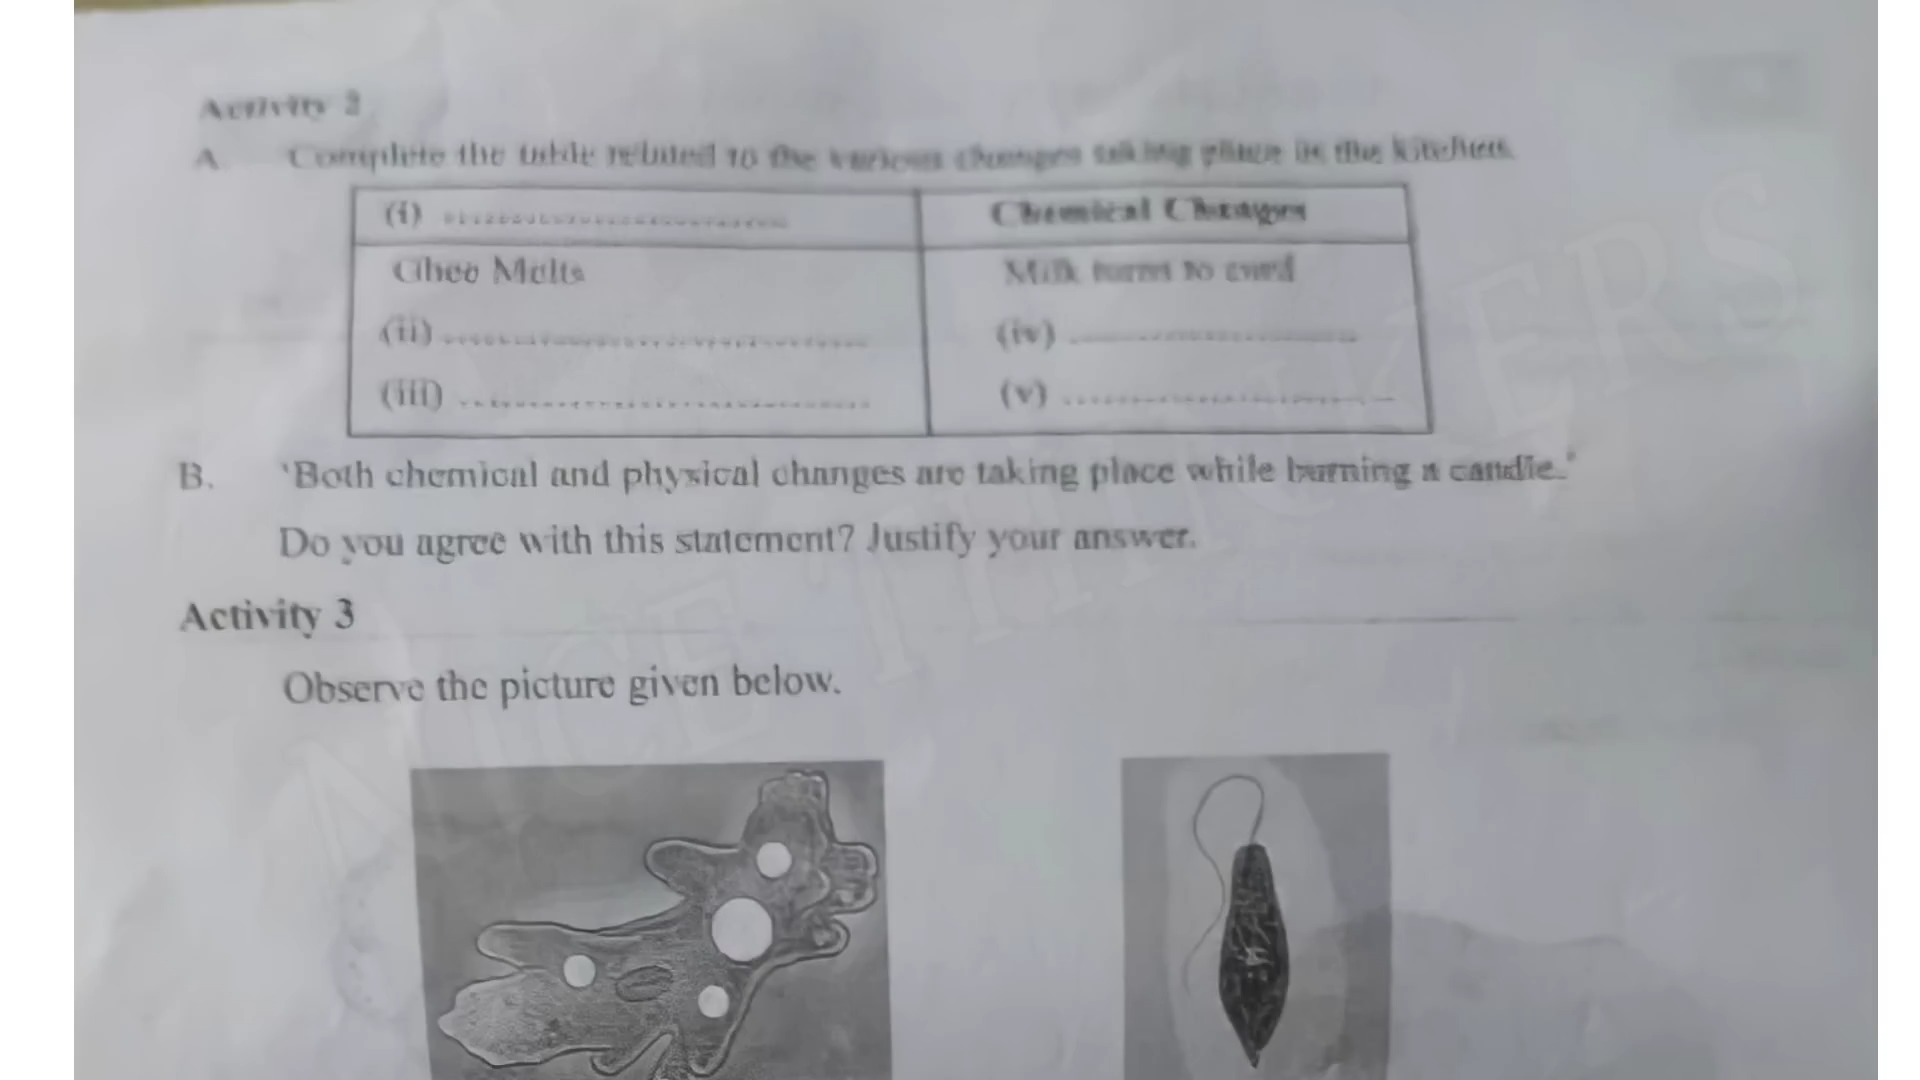 Activity 2
A. Complete the table related to the various changes taking place in the kitchen.
(i) ............................ Chemical Changes
Ghee Melts Milk turns to curd
(ii) ............................ (iv) ............................
(iii) ............................ (v) ............................
B. 'Both chemical and physical changes are taking place while burning a candle.'
Do you agree with this statement? Justify your answer.
Activity 3
Observe the picture given below.